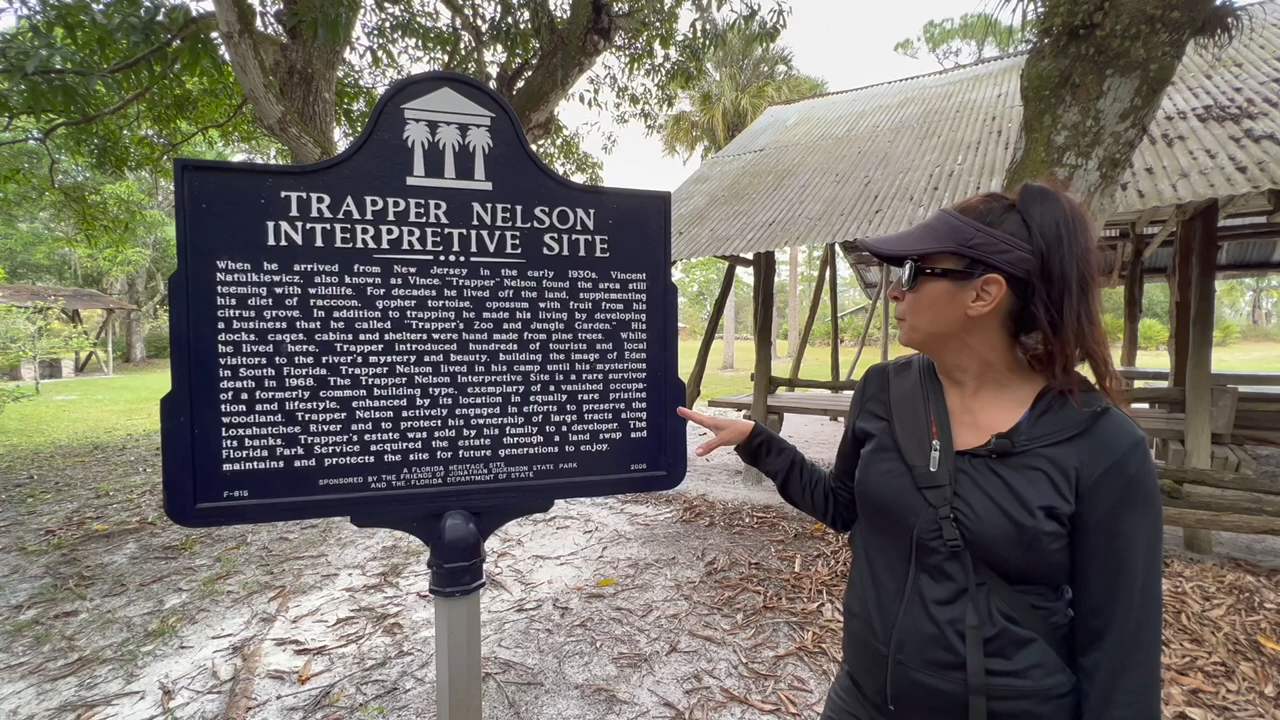 TRAPPER NELSON
INTERPRETIVE SITE
When he arrived from New Jersey in the early 1930s, Vincent
Natulkiewicz, also known as Vince "Trapper" Nelson found the area still
teeming with wildlife. For decades he lived off the land, supplementing
his diet of raccoon, gopher tortoise, opossum with fruit from his
citrus grove. In addition to trapping he made his living by developing
a business that he called "Trapper's Zoo and Jungle Garden." His
docks, cages, cabins and shelters were hand made from pine trees. While
he lived here, Trapper introduced hundreds of tourists and local
visitors to the river's mystery and beauty, building the image of Eden
in South Florida. Trapper Nelson lived in his camp until his mysterious
death in 1968. The Trapper Nelson Interpretive Site is a rare survivor
of a formerly common building type, exemplary of a vanished occupa-
tion and lifestyle, enhanced by its location in equally rare pristine
woodland. Trapper Nelson actively engaged in efforts to preserve the
Loxahatchee River and to protect his ownership of large tracts along
its banks. Trapper's estate was sold by his family to a developer. The
Florida Park Service acquired the estate through a land swap and
maintains and protects the site for future generations to enjoy.
A FLORIDA HERITAGE SITE
SPONSORED BY THE FRIENDS OF JONATHAN DICKINSON STATE PARK
AND THE FLORIDA DEPARTMENT OF STATE
F-615
2006